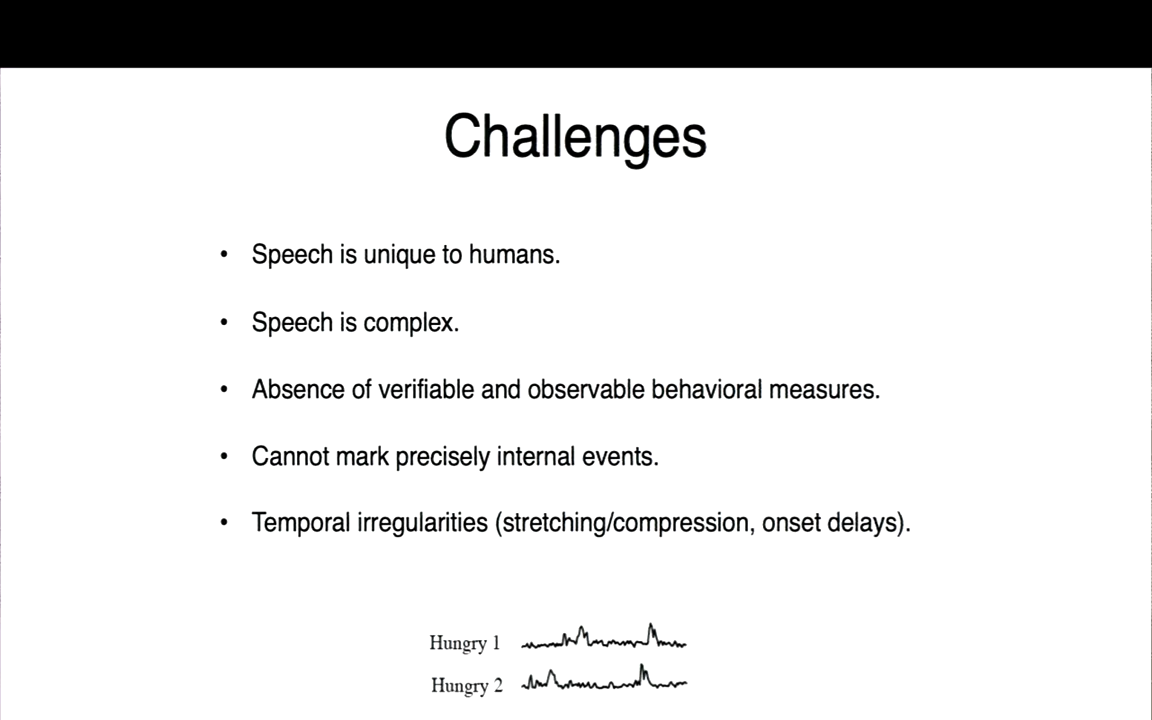 Challenges
• Speech is unique to humans.
• Speech is complex.
• Absence of verifiable and observable behavioral measures.
• Cannot mark precisely internal events.
• Temporal irregularities (stretching/compression, onset delays).
Hungry 1
Hungry 2